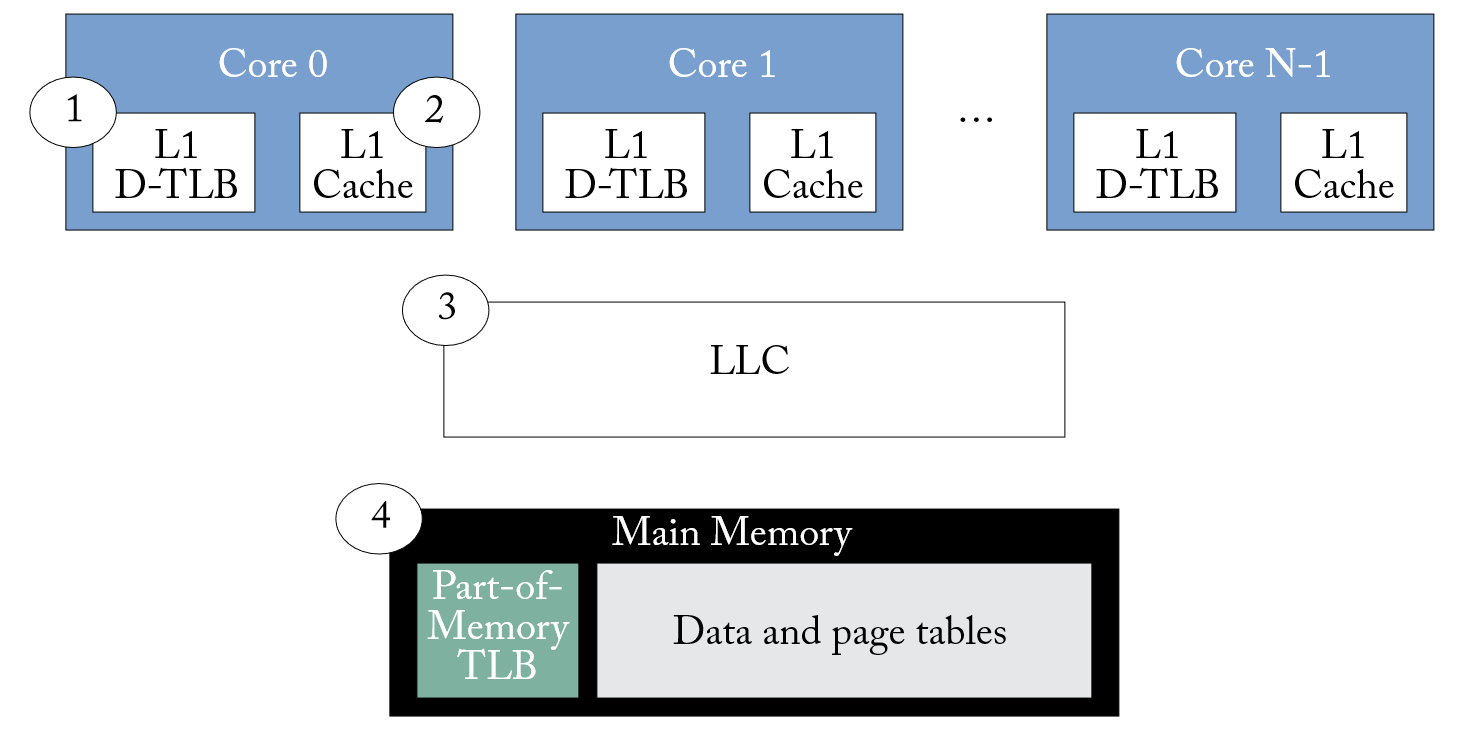 Core 0
1
2
L1
D-TLB
L1
Cache
Core 1
L1
D-TLB
L1
Cache
...
Core N-1
L1
D-TLB
L1
Cache
3
LLC
4
Main Memory
Part-of-
Memory
TLB
Data and page tables